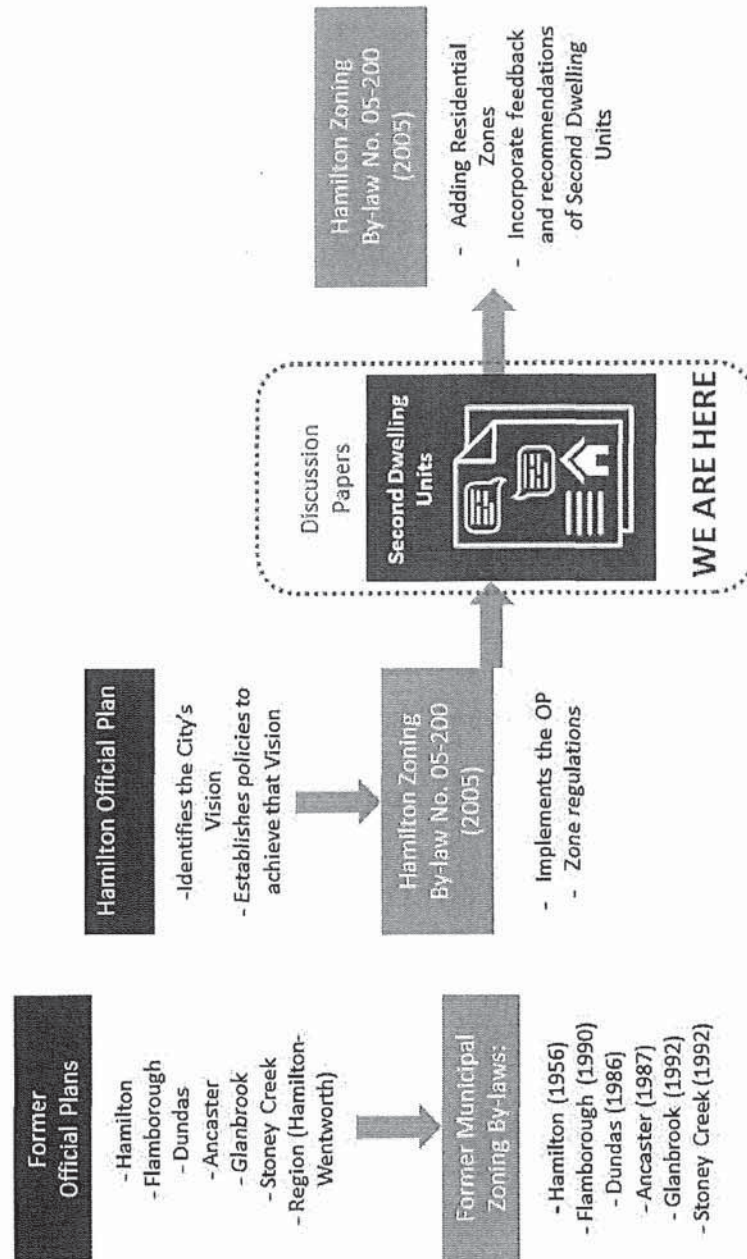 Former
Official Plans
- Hamilton
- Flamborough
- Dundas
- Ancaster
- Glanbrook
- Stoney Creek
- Region (Hamilton-
Wentworth)
Former Municipal
Zoning By-laws:
- Hamilton (1956)
- Flamborough (1990)
- Dundas (1986)
- Ancaster (1987)
- Glanbrook (1992)
- Stoney Creek (1992)
Hamilton Official Plan
-Identifies the City's
Vision
- Establishes policies to
achieve that Vision
Hamilton Zoning
By-law No. 05-200
(2005)
- Implements the OP
- Zone regulations
Discussion
Papers
Second Dwelling
Units
WE ARE HERE
Hamilton Zoning
By-law No. 05-200
(2005)
- Adding Residential
Zones
- Incorporate feedback
and recommendations
of Second Dwelling
Units